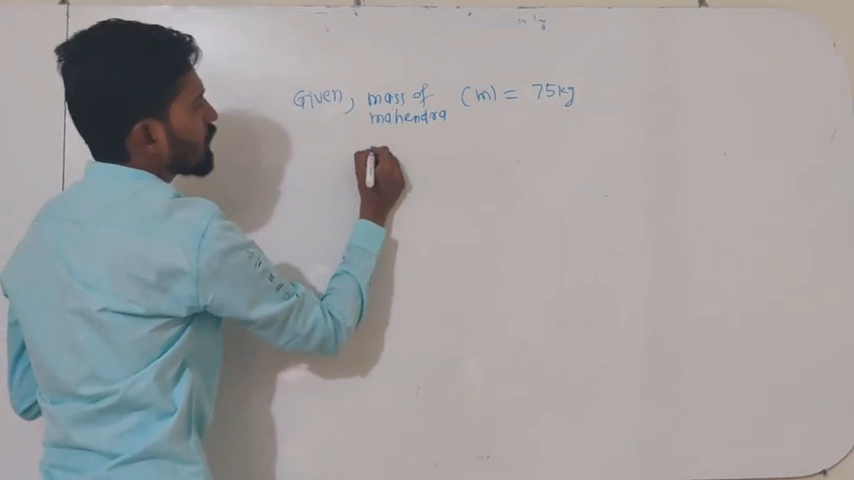 Given, mass of (m) = 75kg
mahendra